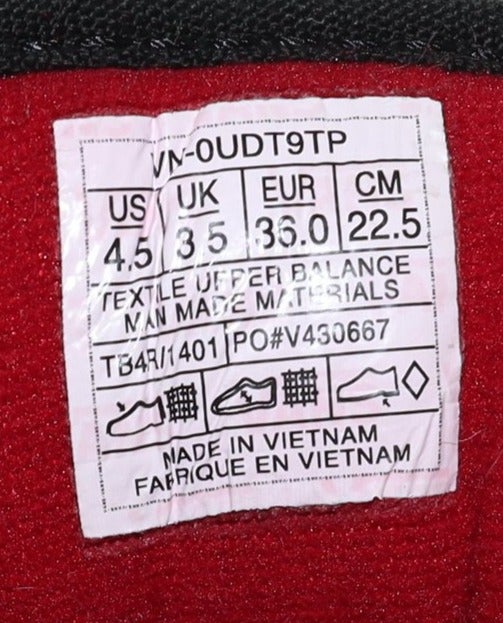 VN-0UDT9TP
US UK EUR CM
4.5 3.5 36.0 22.5
TEXTILE UPPER BALANCE
MAN MADE MATERIALS
TB4R/1401 PO#V430667
MADE IN VIETNAM
FABRIQUE EN VIETNAM